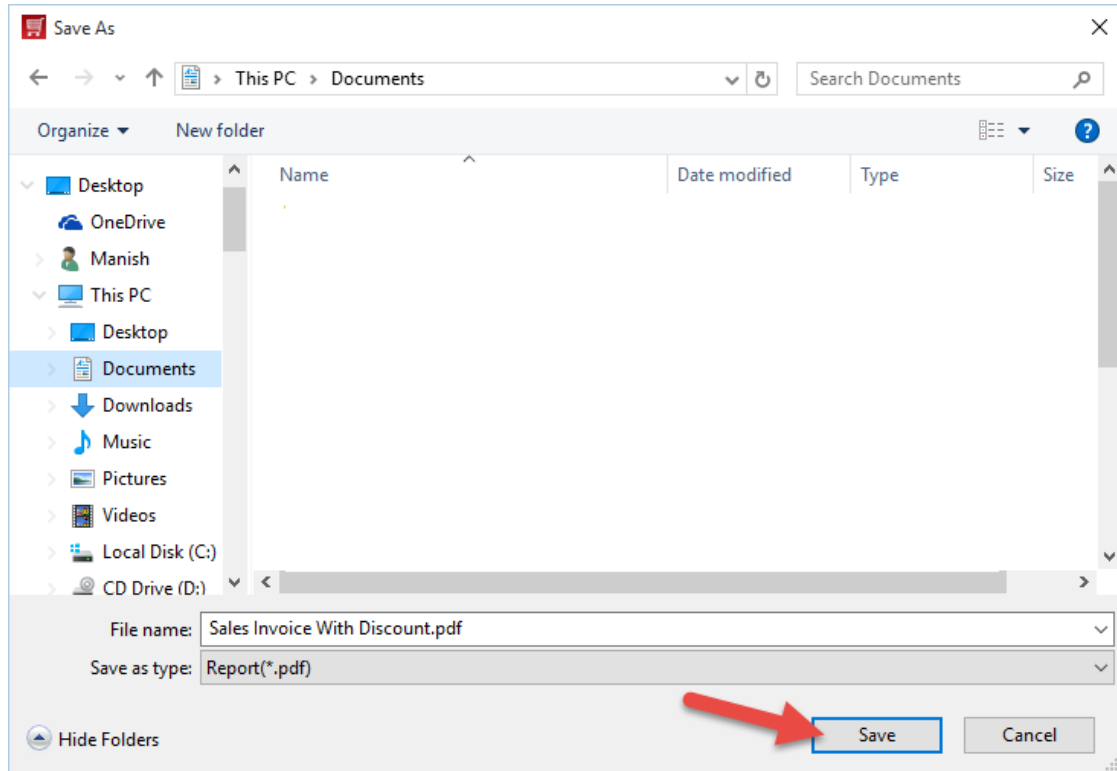 Save As
This PC > Documents
Search Documents
Organize
New folder
?
Name
Date modified
Type
Size
Desktop
OneDrive
Manish
This PC
Desktop
Documents
Downloads
Music
Pictures
Videos
Local Disk (C:)
CD Drive (D:)
File name: Sales Invoice With Discount.pdf
Save as type: Report(*.pdf)
Hide Folders
Save
Cancel